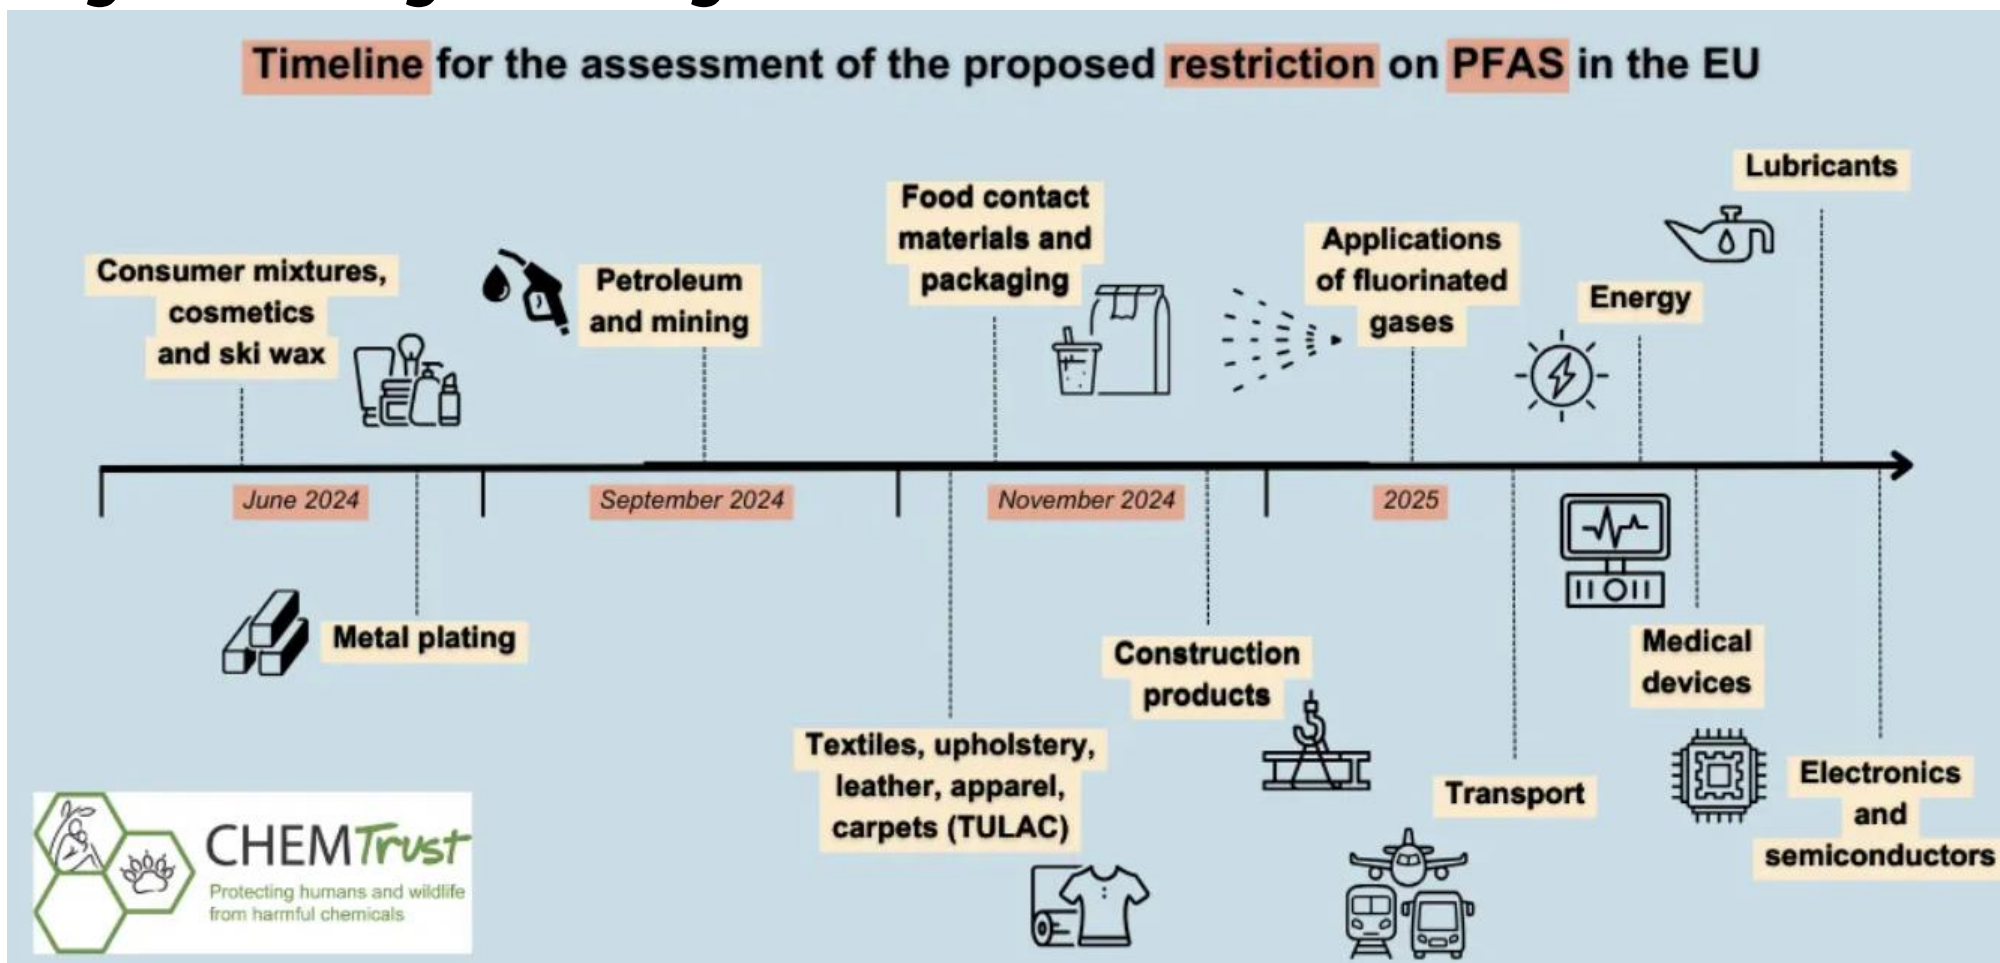 Timeline for the assessment of the proposed restriction on PFAS in the EU
Consumer mixtures,
cosmetics
and ski wax
Petroleum
and mining
Food contact
materials and
packaging
Applications
of fluorinated
gases
Energy
Lubricants
June 2024
September 2024
November 2024
2025
Metal plating
Textiles, upholstery,
leather, apparel,
carpets (TULAC)
Construction
products
Transport
Medical
devices
Electronics
and
semiconductors
CHEMTrust
Protecting humans and wildlife
from harmful chemicals